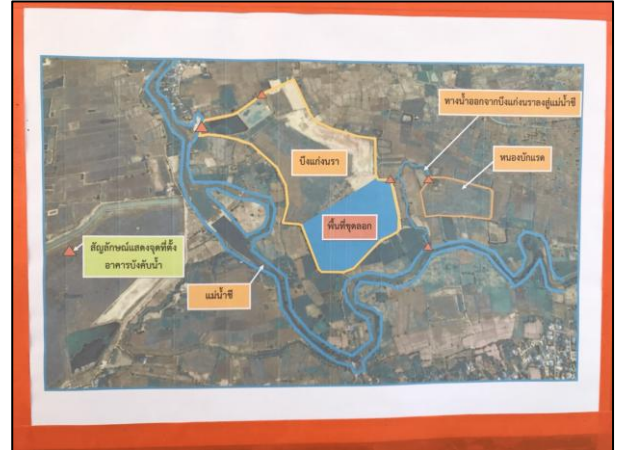 ทางน้ำออกจากบึงแก่งนราลงสู่แม่น้ำชี
บึงแก่งนรา
หนองบักแรด
พื้นที่ขุดลอก
สัญลักษณ์แสดงจุดที่ตั้ง
อาคารบังคับน้ำ
แม่น้ำชี